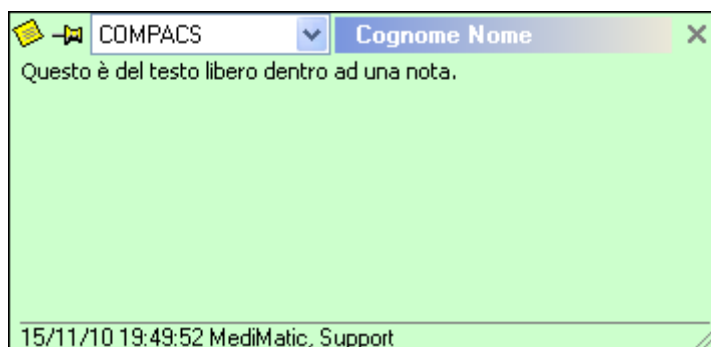 COMPACS Cognome Nome
Questo è del testo libero dentro ad una nota.
15/11/10 19:49:52 MediMatic, Support